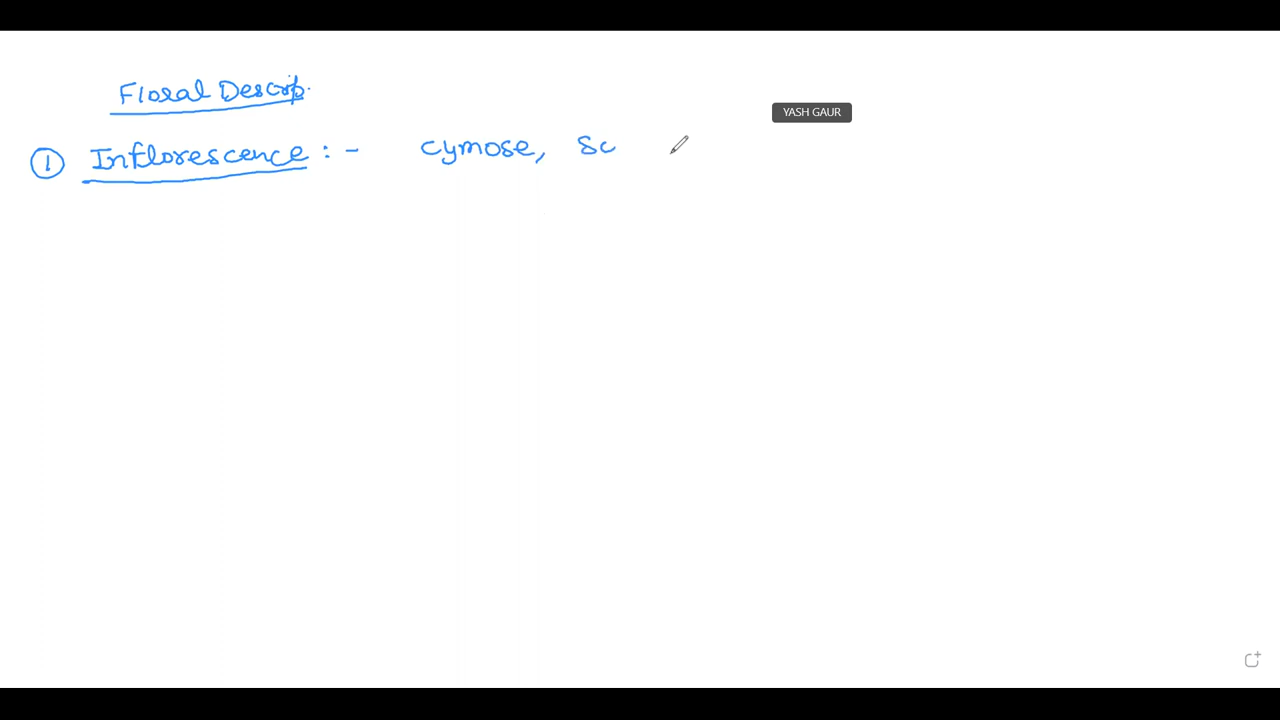 Floral Descrip.
YASH GAUR
① Inflorescence : - cymose, Sc